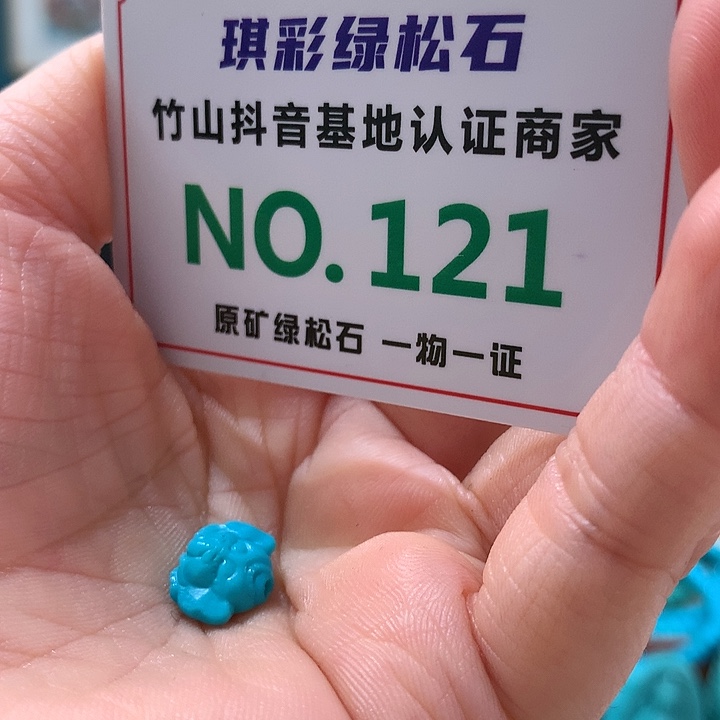 琪彩绿松石
竹山抖音基地认证商家
NO.121
原矿绿松石 一物一证